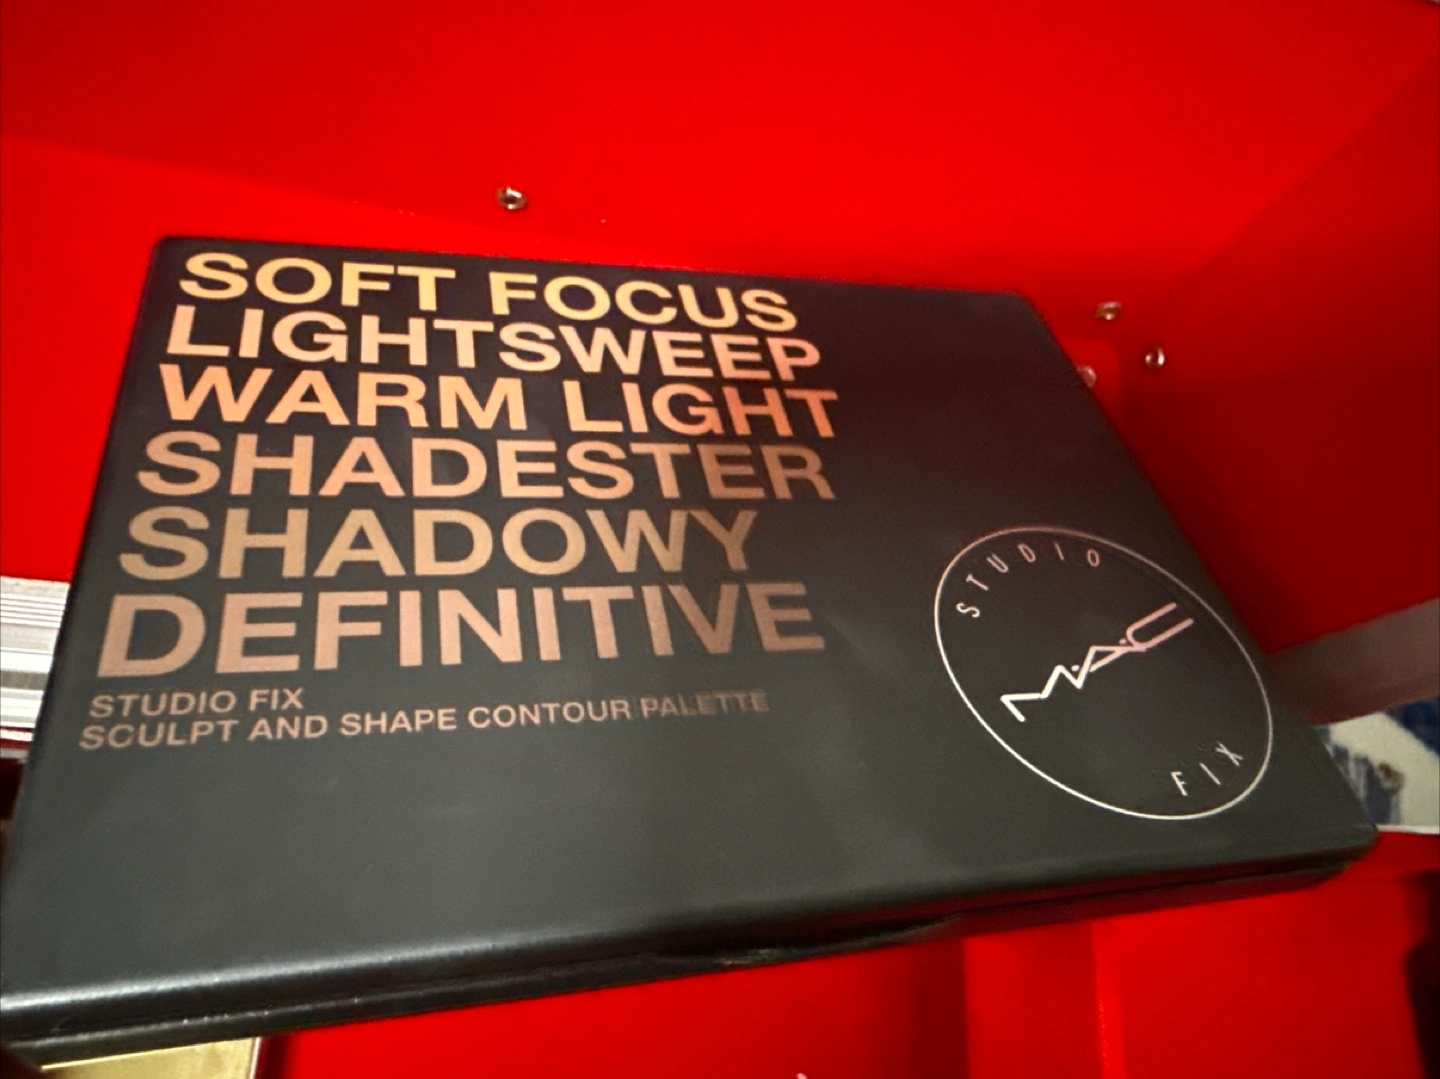 SOFT FOCUS
LIGHTSWEEP
WARM LIGHT
SHADESTER
SHADOWY
DEFINITIVE
STUDIO FIX
SCULPT AND SHAPE CONTOUR PALETTE
STUDIO
M·A·C
FIX